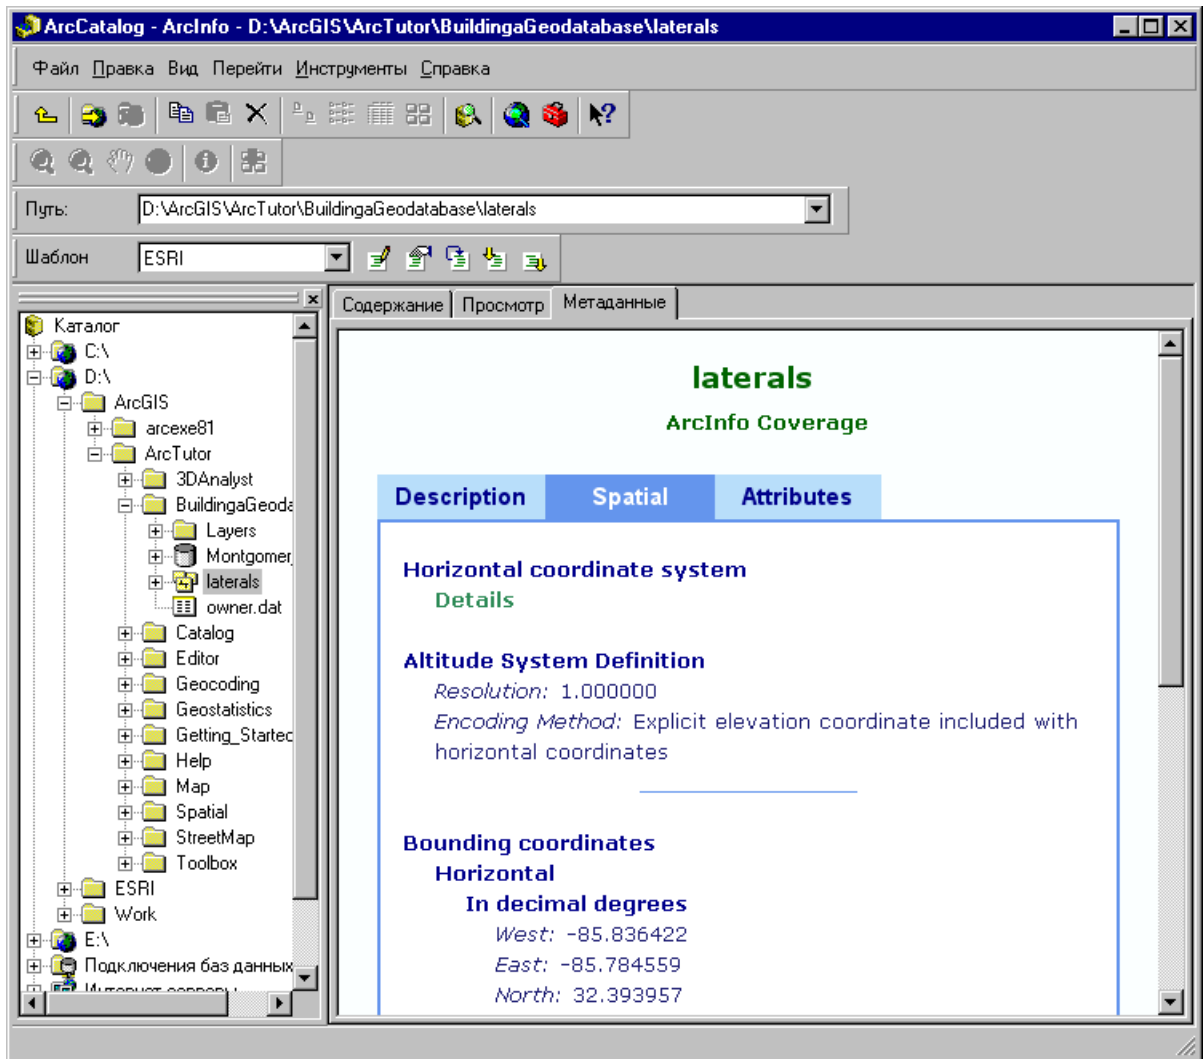 ArcCatalog - ArcInfo - D:\ArcGIS\ArcTutor\BuildingaGeodatabase\laterals
Файл Правка Вид Перейти Инструменты Справка
Путь: D:\ArcGIS\ArcTutor\BuildingaGeodatabase\laterals
Шаблон ESRI
Каталог
C:\
D:\
ArcGIS
arcexe81
ArcTutor
3DAnalyst
BuildingaGeoda
Layers
Montgomer
laterals
owner.dat
Catalog
Editor
Geocoding
Geostatistics
Getting_Started
Help
Map
Spatial
StreetMap
Toolbox
ESRI
Work
E:\
Подключения баз данных
Содержание Просмотр Метаданные
laterals
ArcInfo Coverage
Description Spatial Attributes
Horizontal coordinate system
Details
Altitude System Definition
Resolution: 1.000000
Encoding Method: Explicit elevation coordinate included with
horizontal coordinates
Bounding coordinates
Horizontal
In decimal degrees
West: -85.836422
East: -85.784559
North: 32.393957